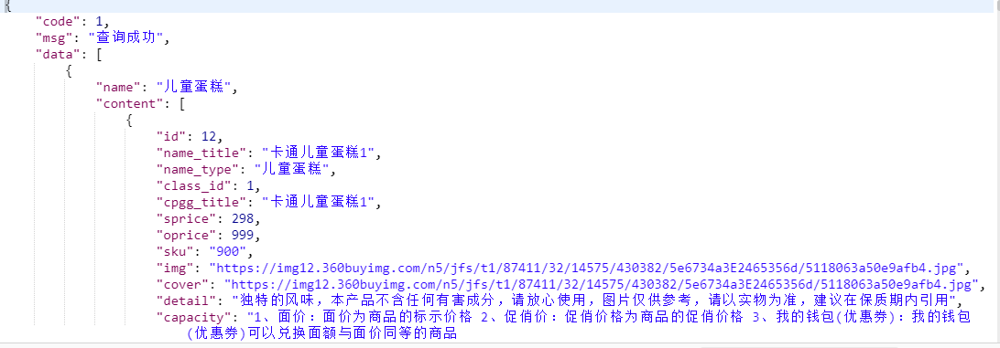 {
"code": 1,
"msg": "查询成功",
"data": [
{
"name": "儿童蛋糕",
"content": [
{
"id": 12,
"name_title": "卡通儿童蛋糕1",
"name_type": "儿童蛋糕",
"class_id": 1,
"cpgg_title": "卡通儿童蛋糕1",
"sprice": 298,
"oprice": 999,
"sku": "900",
"img": "https://img12.360buyimg.com/n5/jfs/t1/87411/32/14575/430382/5e6734a3E2465356d/5118063a50e9afb4.jpg",
"cover": "https://img12.360buyimg.com/n5/jfs/t1/87411/32/14575/430382/5e6734a3E2465356d/5118063a50e9afb4.jpg",
"detail": "独特的风味，本产品不含任何有害成分，请放心使用，图片仅供参考，请以实物为准，建议在保质期内引用",
"capacity": "1、面价：面价为商品的标示价格 2、促俏价：促俏价格为商品的促俏价格 3、我的钱包(优惠券)：我的钱包
(优惠券)可以兑换面额与面价同等的商品